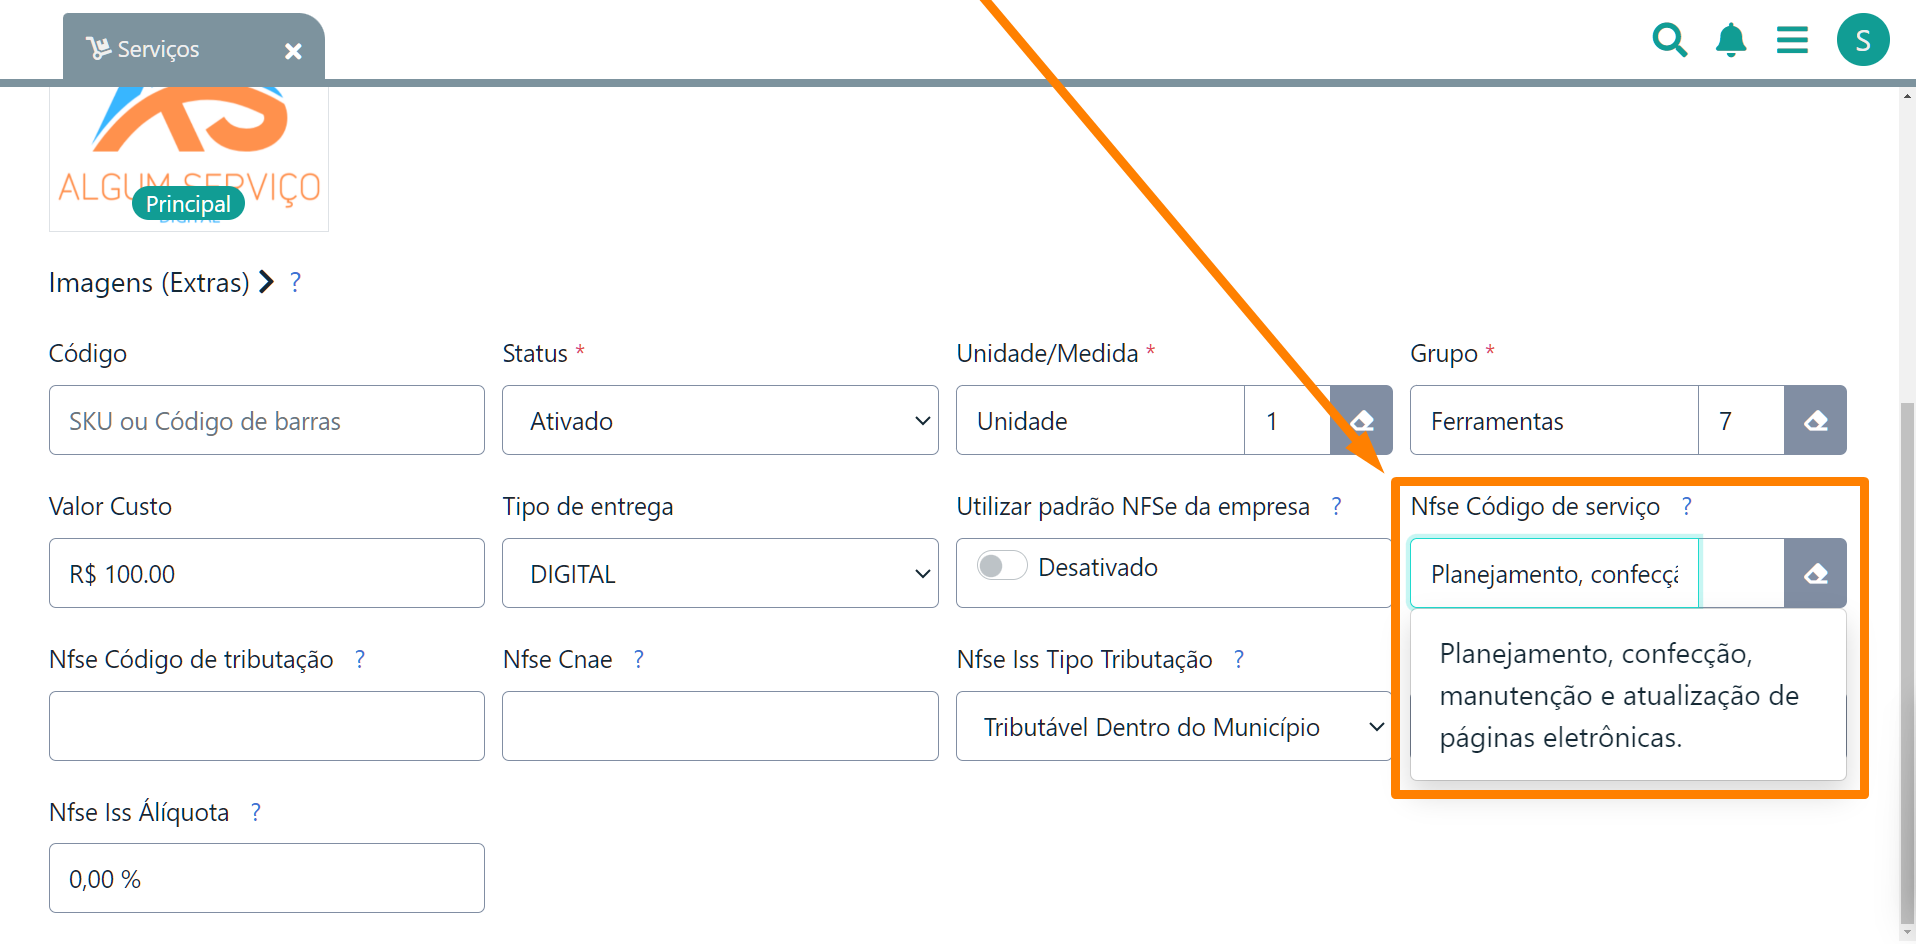 Serviços
S
ALGUM SERVIÇO
Principal
DIGITAL
Imagens (Extras) ?
Código
Status *
Unidade/Medida *
Grupo *
SKU ou Código de barras
Ativado
Unidade
1
Ferramentas
7
Valor Custo
Tipo de entrega
Utilizar padrão NFSe da empresa ?
Nfse Código de serviço ?
R$ 100.00
DIGITAL
Desativado
Planejamento, confecçã
Planejamento, confecção,
manutenção e atualização de
páginas eletrônicas.
Nfse Código de tributação ?
Nfse Cnae ?
Nfse Iss Tipo Tributação ?
Tributável Dentro do Município
Nfse Iss Álíquota ?
0,00 %